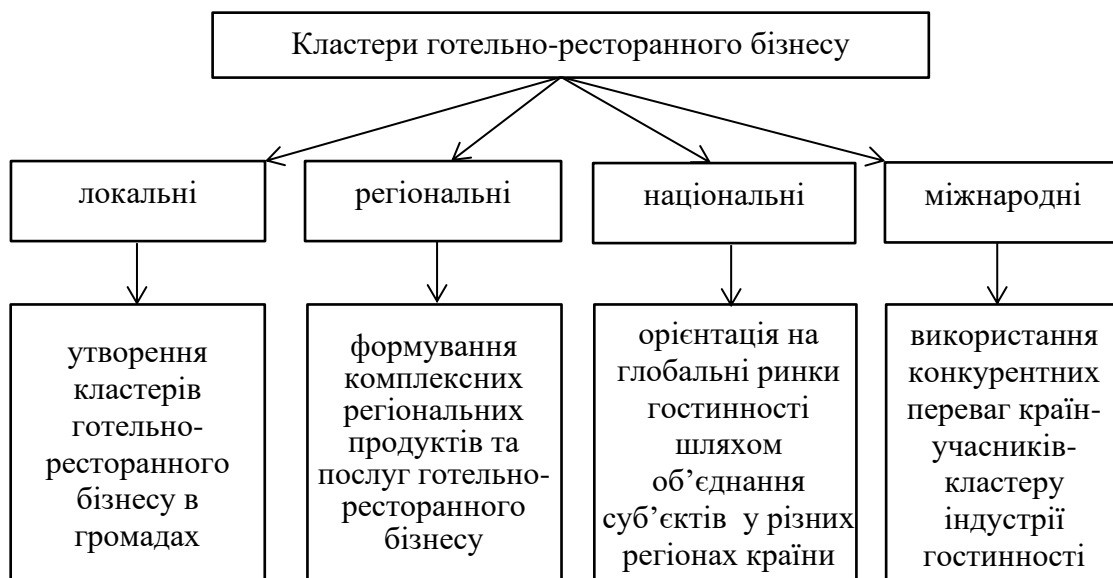 Кластери готельно-ресторанного бізнесу
локальні
регіональні
національні
міжнародні
утворення
кластерів
готельно-
ресторанного
бізнесу в
громадах
формування
комплексних
регіональних
продуктів та
послуг готельно-
ресторанного
бізнесу
орієнтація на
глобальні ринки
гостинності
шляхом
об’єднання
суб’єктів  у різних
регіонах країни
використання
конкурентних
переваг країн-
учасників-
кластеру
індустрії
гостинності